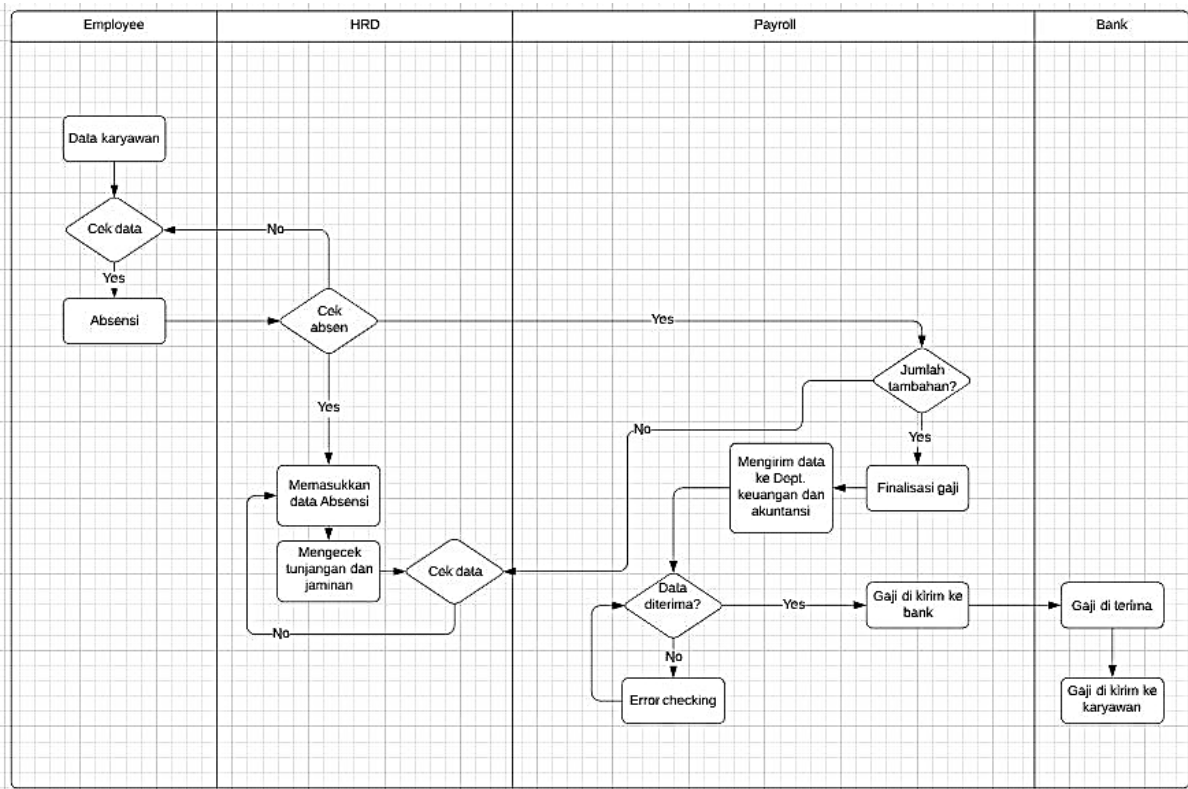 Employee
HRD
Payroll
Bank
Data karyawan
Cek data
No
Yes
Absensi
Cek
absen
Yes
Jumlah
tambahan?
Yes
No
Yes
Memasukkan
data Absensi
Mengirim data
ke Dept.
keuangan dan
akuntansi
Finalisasi gaji
Mengecek
tunjangan dan
jaminan
Cek data
No
Data
diterima?
Yes
Gaji di kirim ke
bank
Gaji di terima
No
Error checking
Gaji di kirim ke
karyawan